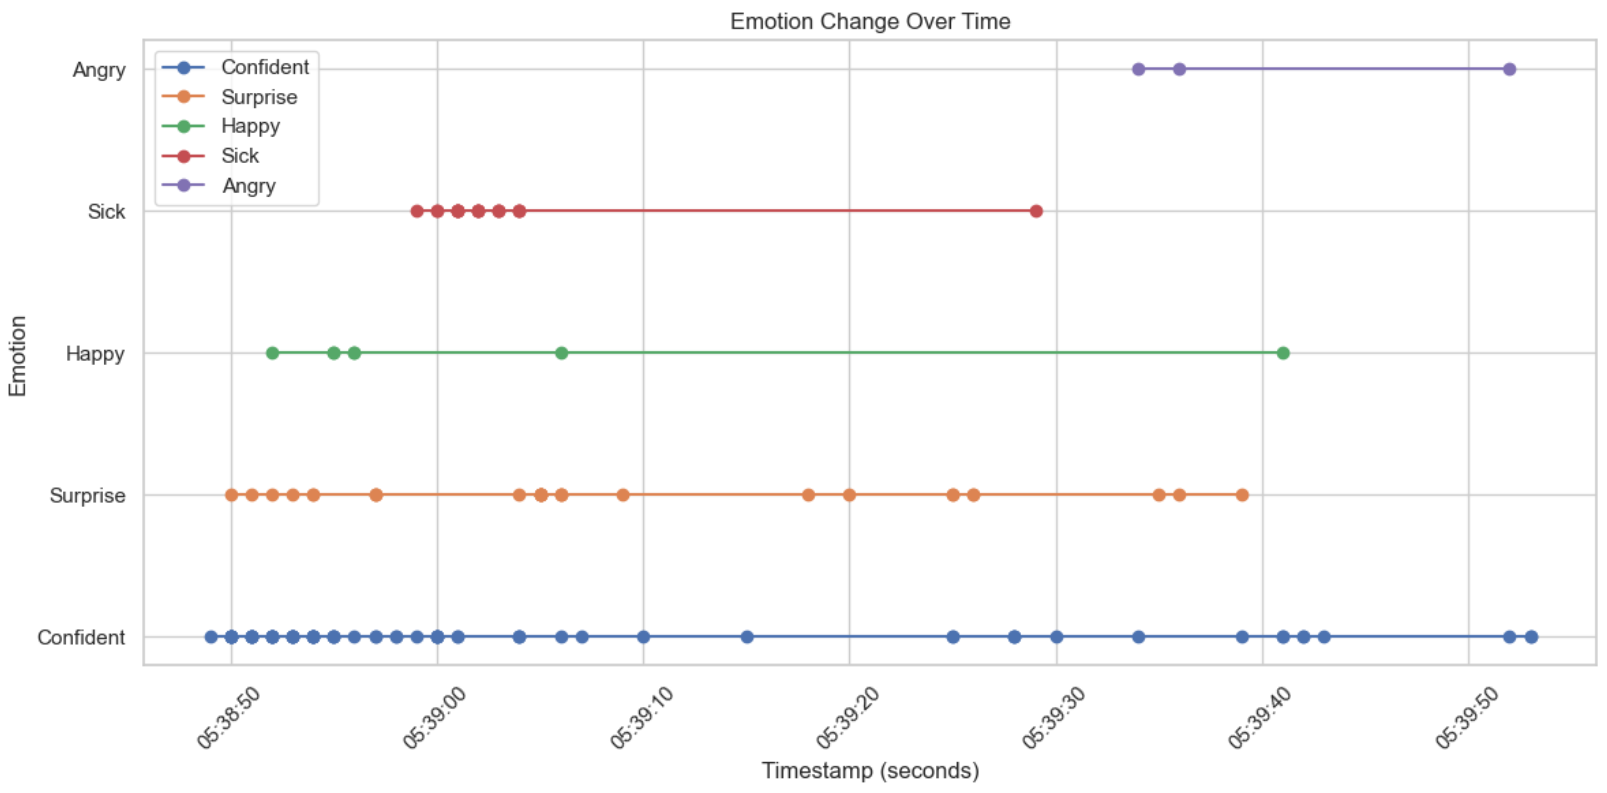 Emotion Change Over Time
Confident
Surprise
Happy
Sick
Angry
Angry
Sick
Happy
Surprise
Confident
Emotion
05:38:50
05:39:00
05:39:10
05:39:20
05:39:30
05:39:40
05:39:50
Timestamp (seconds)